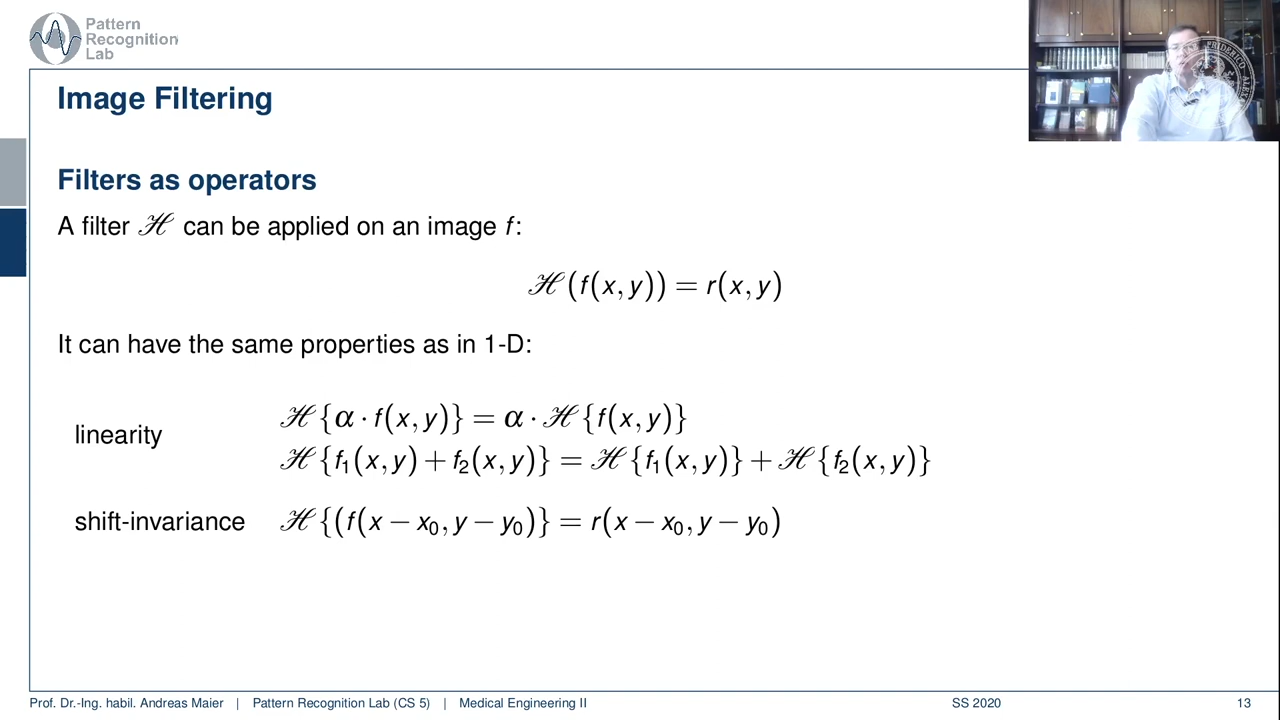 Pattern
Recognition
Lab
Image Filtering
Filters as operators
A filter ℋ can be applied on an image f:
ℋ(f(x, y)) = r(x, y)
It can have the same properties as in 1-D:
linearity
ℋ{α · f(x, y)} = α · ℋ{f(x, y)}
ℋ{f₁(x, y) + f₂(x, y)} = ℋ{f₁(x, y)} + ℋ{f₂(x, y)}
shift-invariance ℋ{(f(x − x₀, y − y₀)} = r(x − x₀, y − y₀)
Prof. Dr.-Ing. habil. Andreas Maier | Pattern Recognition Lab (CS 5) | Medical Engineering II SS 2020 13